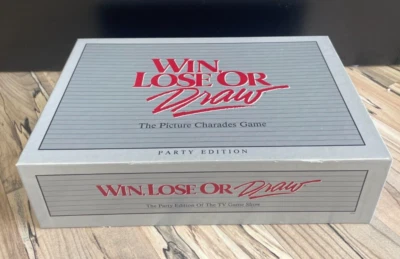 WIN,
LOSE OR
Draw
The Picture Charades Game
PARTY EDITION
WIN, LOSE OR Draw
The Party Edition Of The TV Game Show